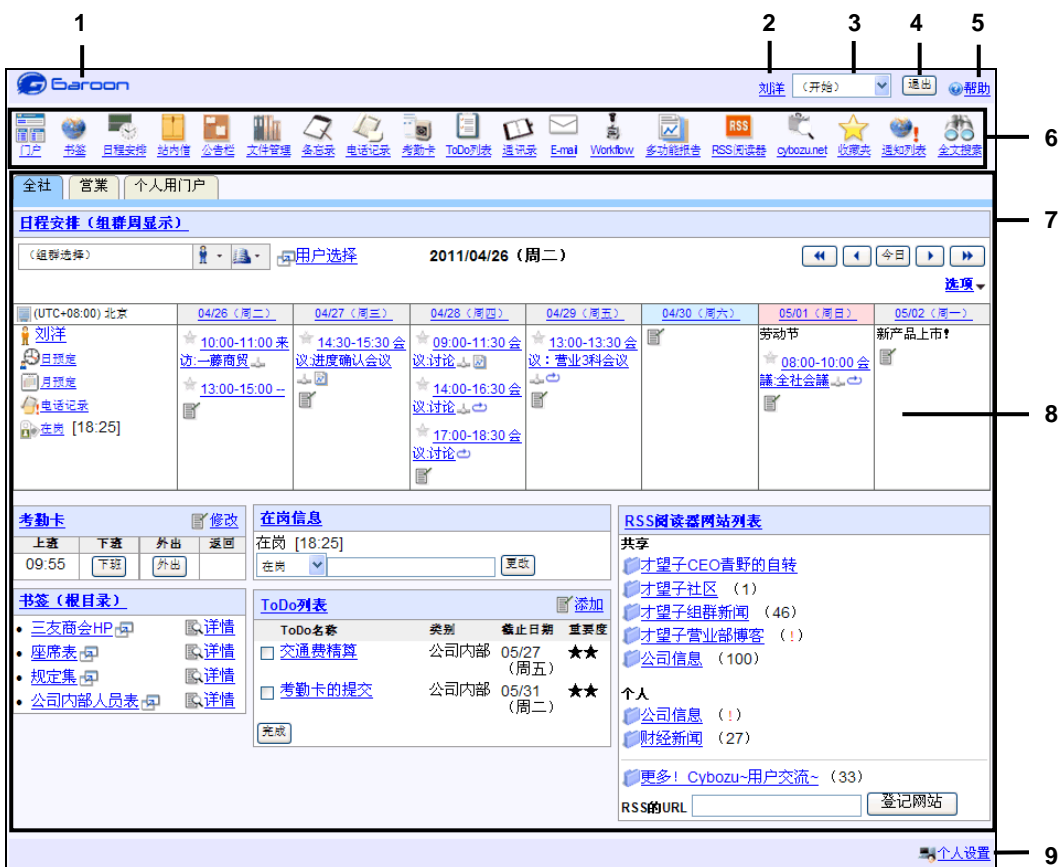 1 2 3 4 5
Garoon 刘洋 （开始） 退出 帮助
门户 书签 日程安排 站内信 公告栏 文件管理 备忘录 电话记录 考勤卡 ToDo列表 通讯录 E-mail Workflow 多功能报告 RSS阅读器 cybozu.net 收藏夹 通知列表 全文搜索
6
全社 営業 个人用门户
7
日程安排（组群周显示）
（组群选择） 用户选择 2011/04/26（周二） 今日
选项
(UTC+08:00) 北京 04/26（周二） 04/27（周三） 04/28（周四） 04/29（周五） 04/30（周六） 05/01（周日） 05/02（周一）
刘洋
日预定
月预定
电话记录
在岗 [18:25]
10:00-11:00 来
访:一藤商贸
13:00-15:00 --
14:30-15:30 会
议:进度确认会议
09:00-11:30 会
议:讨论
14:00-16:30 会
议:讨论
17:00-18:30 会
议:讨论
13:00-13:30 会
议：营业3科会
议
劳动节
08:00-10:00 会
議:全社会議
新产品上市!
8
考勤卡 修改
上班 下班 外出 返回
09:55 下班 外出
书签（根目录）
• 三友商会HP 详情
• 座席表 详情
• 规定集 详情
• 公司内部人员表 详情
在岗信息
在岗 [18:25]
在岗 更改
ToDo列表 添加
ToDo名称 类别 截止日期 重要度
交通费精算 公司内部 05/27 ★★
（周五）
考勤卡的提交 公司内部 05/31 ★★
（周二）
完成
RSS阅读器网站列表
共享
才望子CEO青野的自转
才望子社区 （1）
才望子组群新闻 （46）
才望子营业部博客 （!）
公司信息 （100）
个人
公司信息 （!）
财经新闻 （27）
更多! Cybozu~用户交流~ （33）
RSS的URL 登记网站
个人设置
9